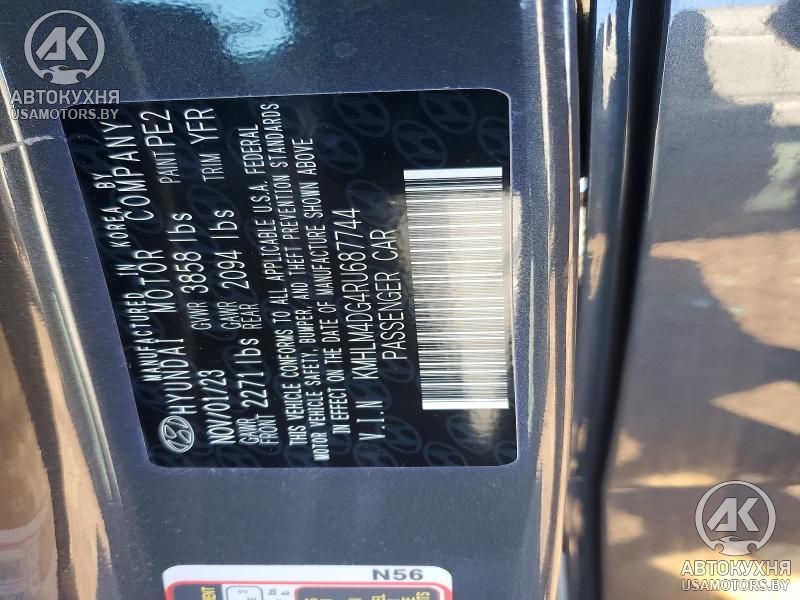 АК
АВТОКУХНЯ
USAMOTORS.BY
MANUFACTURED IN KOREA BY
HYUNDAI MOTOR COMPANY
NOV/01/23 GVWR 3858 lbs PAINT PE2
GAWR FRONT 2271 lbs GAWR REAR 2094 lbs TRIM YFR
THIS VEHICLE CONFORMS TO ALL APPLICABLE U.S.A. FEDERAL
MOTOR VEHICLE SAFETY, BUMPER, AND THEFT PREVENTION STANDARDS
IN EFFECT ON THE DATE OF MANUFACTURE SHOWN ABOVE
V.I.N KMHLM4DG4RU687744
PASSENGER CAR
N56
АК
АВТОКУХНЯ
USAMOTORS.BY